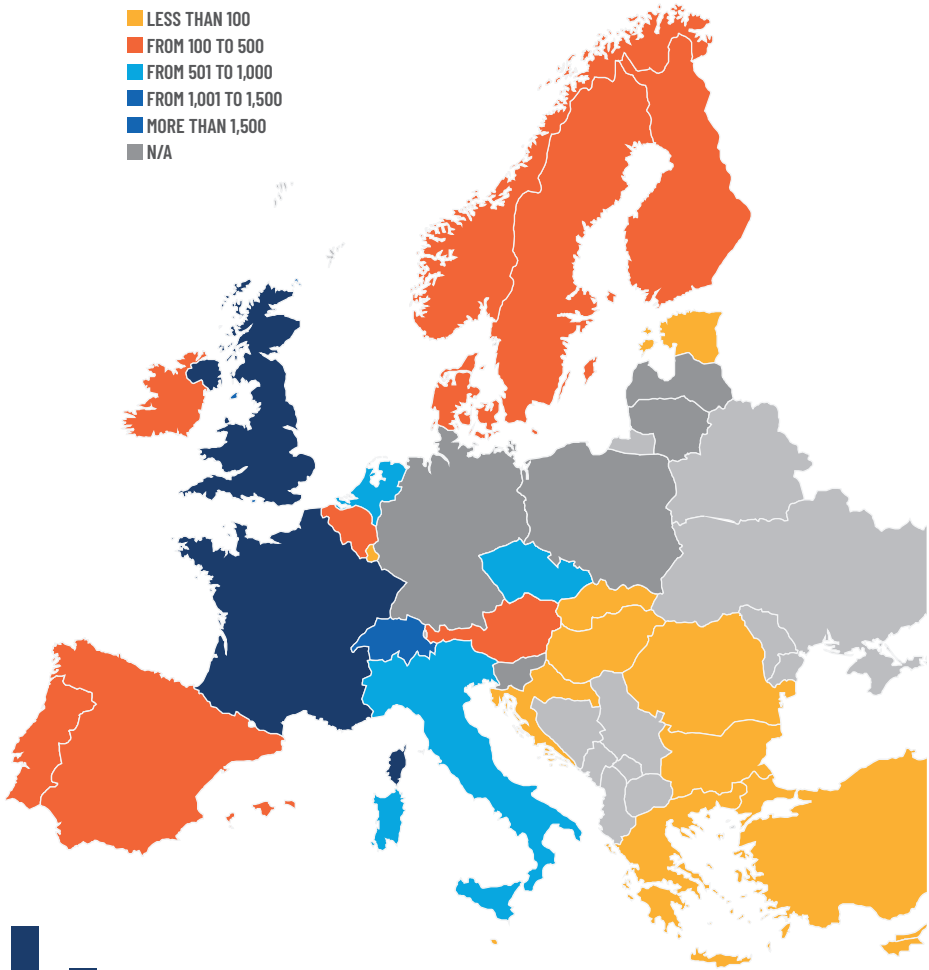 LESS THAN 100
FROM 100 TO 500
FROM 501 TO 1,000
FROM 1,001 TO 1,500
MORE THAN 1,500
N/A